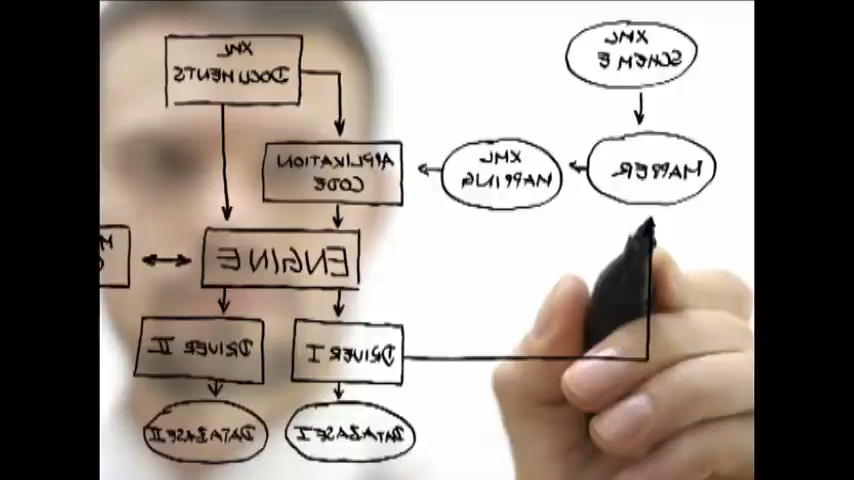 XML
DOCUMENTS
XML
SCHEME
APPLIKATION
CODE
XML
MAPPING
MAPPER
ENGINE
DRIVER II
DRIVER I
DATABASE II
DATABASE I